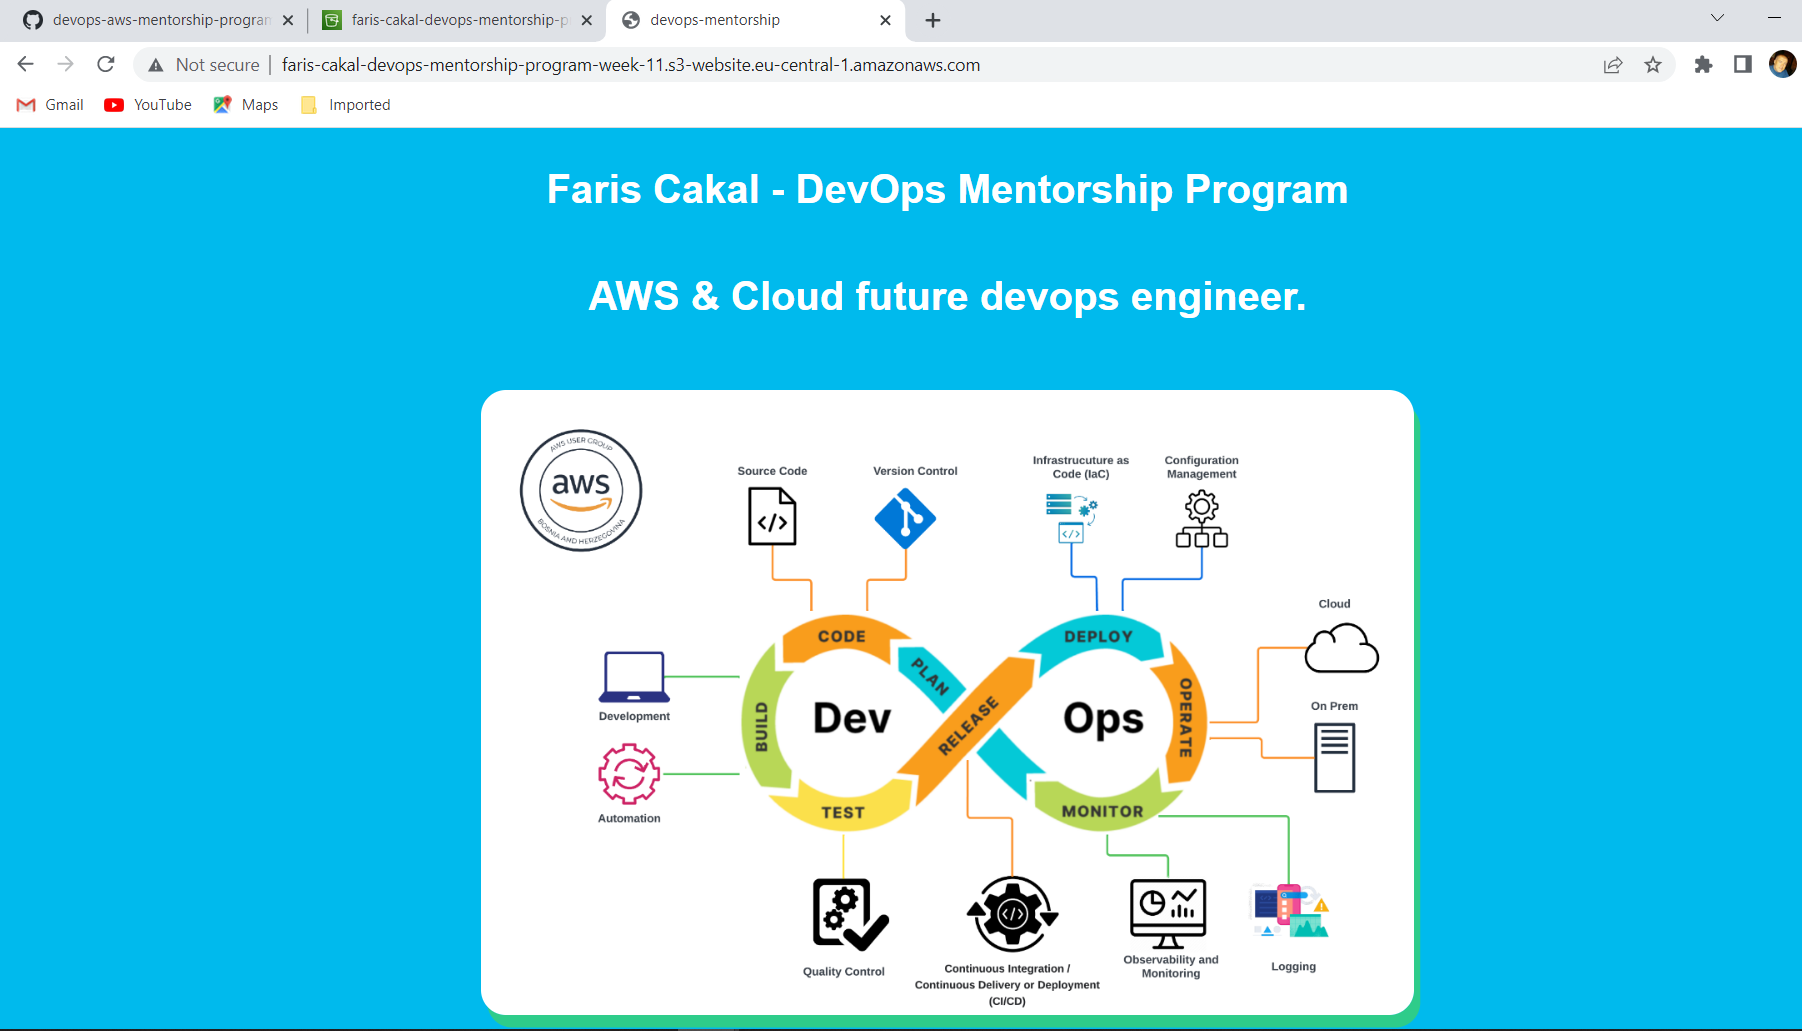 devops-aws-mentorship-progran
faris-cakal-devops-mentorship-p
devops-mentorship
Not secure
faris-cakal-devops-mentorship-program-week-11.s3-website.eu-central-1.amazonaws.com
Gmail
YouTube
Maps
Imported
Faris Cakal - DevOps Mentorship Program
AWS & Cloud future devops engineer.
AWS USER GROUP
aws
BOSNIA AND HERZEGOVINA
Source Code
Version Control
Infrastrucuture as
Code (IaC)
Configuration
Management
Cloud
On Prem
Development
Automation
CODE
PLAN
BUILD
Dev
TEST
RELEASE
DEPLOY
Ops
OPERATE
MONITOR
Quality Control
Continuous Integration /
Continuous Delivery or Deployment
(CI/CD)
Observability and
Monitoring
Logging